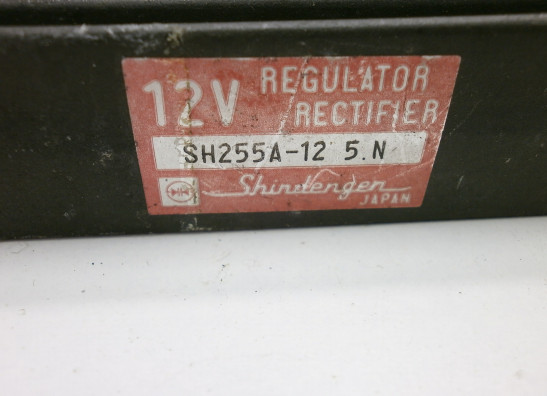 12V REGULATOR
RECTIFIER
SH255A-12 5.N
Shindengen
JAPAN